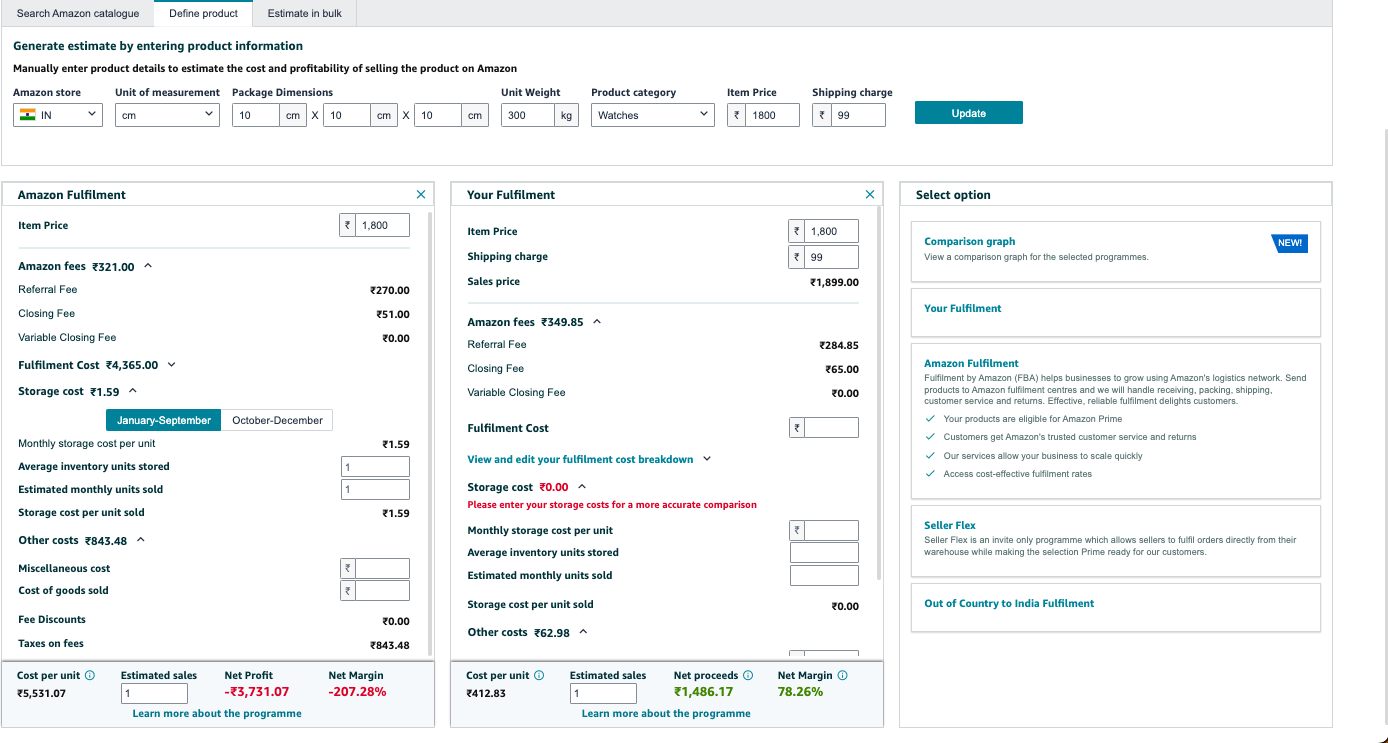 Search Amazon catalogue
Define product
Estimate in bulk
Generate estimate by entering product information
Manually enter product details to estimate the cost and profitability of selling the product on Amazon
Amazon store Unit of measurement Package Dimensions Unit Weight Product category Item Price Shipping charge
IN cm 10 cm X 10 cm X 10 cm 300 kg Watches ₹ 1800 ₹ 99 Update
Amazon Fulfilment
Item Price ₹ 1,800
Amazon fees ₹321.00
Referral Fee ₹270.00
Closing Fee ₹51.00
Variable Closing Fee ₹0.00
Fulfilment Cost ₹4,365.00
Storage cost ₹1.59
January-September October-December
Monthly storage cost per unit ₹1.59
Average inventory units stored 1
Estimated monthly units sold 1
Storage cost per unit sold ₹1.59
Other costs ₹843.48
Miscellaneous cost ₹
Cost of goods sold ₹
Fee Discounts ₹0.00
Taxes on fees ₹843.48
Cost per unit Estimated sales Net Profit Net Margin
₹5,531.07 1 -₹3,731.07 -207.28%
Learn more about the programme
Your Fulfilment
Item Price ₹ 1,800
Shipping charge ₹ 99
Sales price ₹1,899.00
Amazon fees ₹349.85
Referral Fee ₹284.85
Closing Fee ₹65.00
Variable Closing Fee ₹0.00
Fulfilment Cost ₹
View and edit your fulfilment cost breakdown
Storage cost ₹0.00
Please enter your storage costs for a more accurate comparison
Monthly storage cost per unit ₹
Average inventory units stored
Estimated monthly units sold
Storage cost per unit sold ₹0.00
Other costs ₹62.98
Cost per unit Estimated sales Net proceeds Net Margin
₹412.83 1 ₹1,486.17 78.26%
Learn more about the programme
Select option
Comparison graph NEW!
View a comparison graph for the selected programmes.
Your Fulfilment
Amazon Fulfilment
Fulfilment by Amazon (FBA) helps businesses to grow using Amazon's logistics network. Send
products to Amazon fulfilment centres and we will handle receiving, packing, shipping,
customer service and returns. Effective, reliable fulfilment delights customers.
Your products are eligible for Amazon Prime
Customers get Amazon's trusted customer service and returns
Our services allow your business to scale quickly
Access cost-effective fulfilment rates
Seller Flex
Seller Flex is an invite only programme which allows sellers to fulfil orders directly from their
warehouse while making the selection Prime ready for our customers.
Out of Country to India Fulfilment